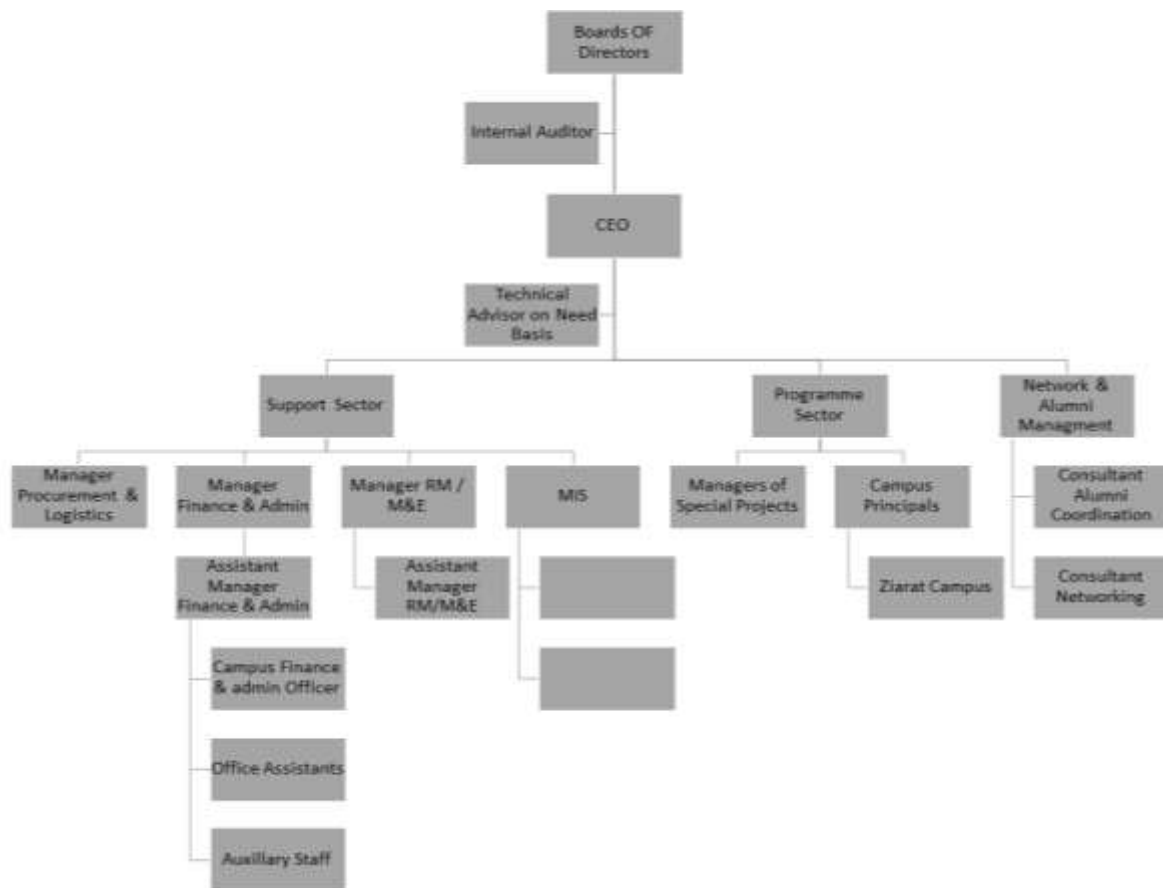 Boards OF
Directors
Internal Auditor
CEO
Technical
Advisor on Need
Basis
Support Sector
Programme
Sector
Network &
Alumni
Managment
Manager
Procurement &
Logistics
Manager
Finance & Admin
Manager RM /
M&E
MIS
Managers of
Special Projects
Campus
Principals
Consultant
Alumni
Coordination
Assistant
Manager
Finance & Admin
Assistant
Manager
RM/M&E
Ziarat Campus
Consultant
Networking
Campus Finance
& admin Officer
Office Assistants
Auxillary Staff